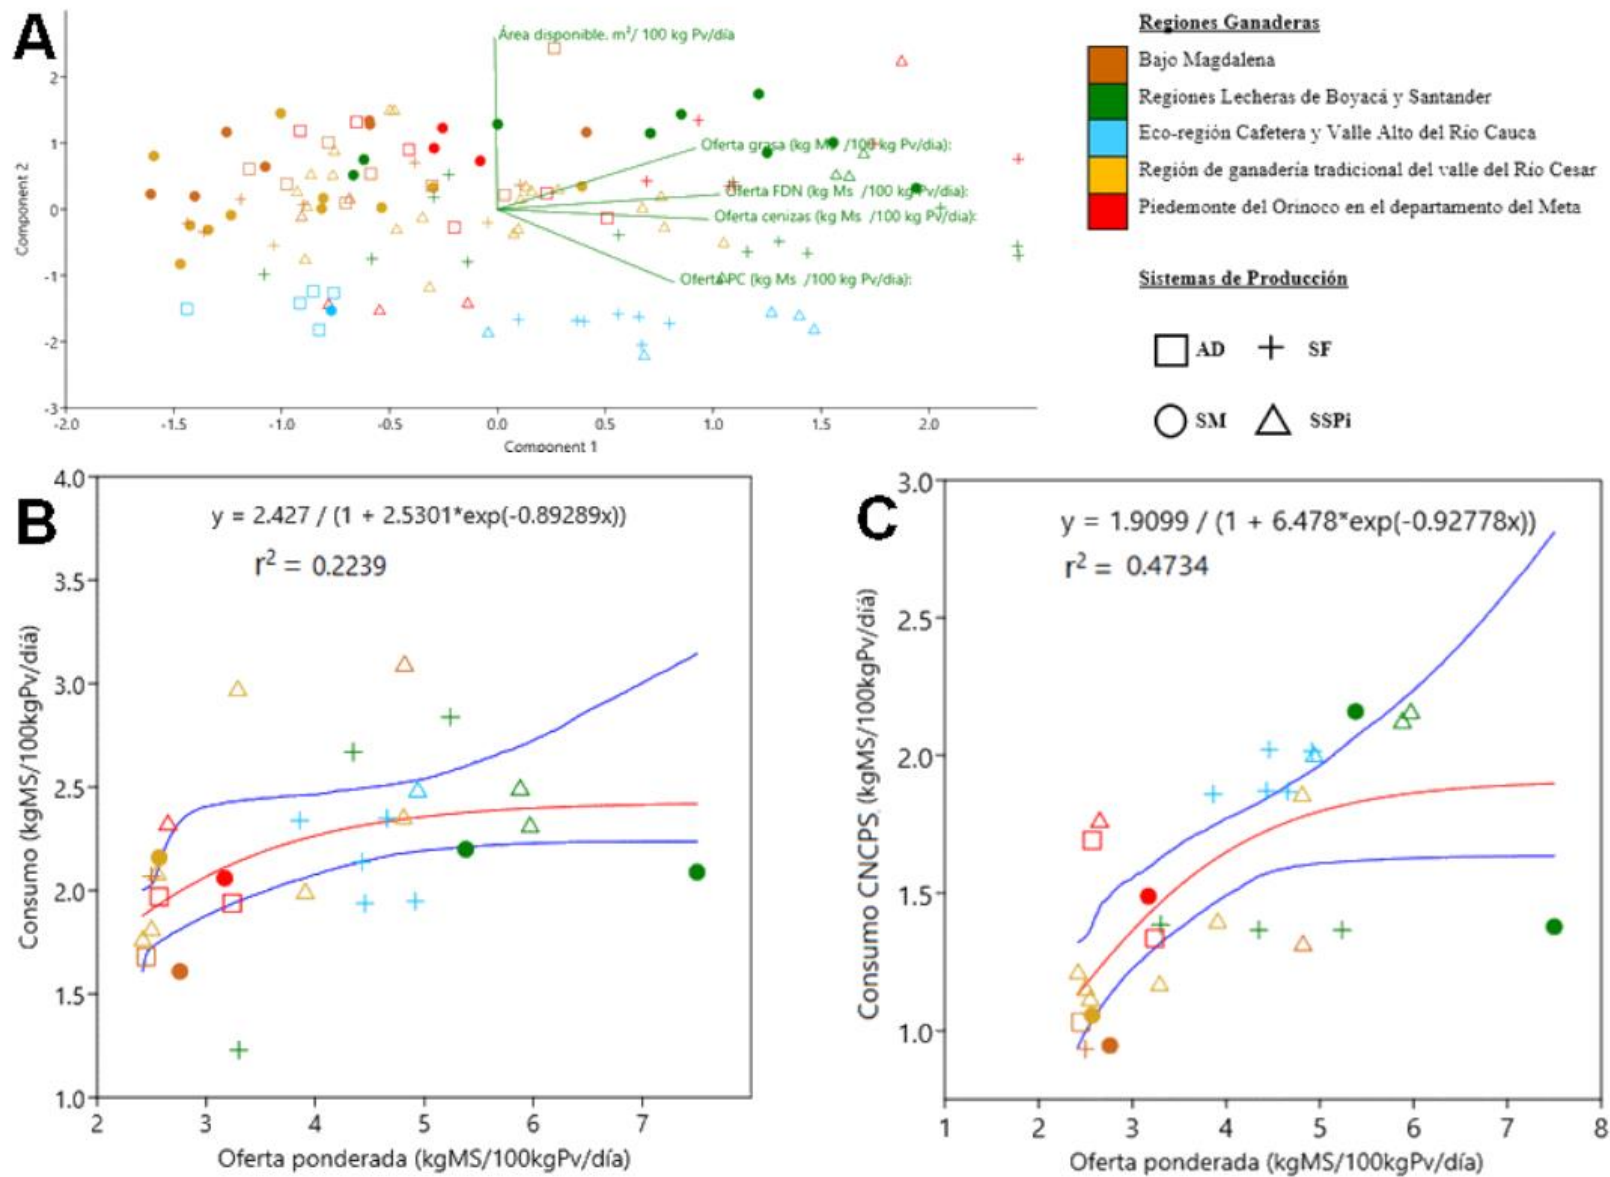 A
Área disponible. m²/ 100 kg Pv/día
Oferta grasa (kg Ms /100 kg Pv/dia):
Oferta FDN (kg Ms /100 kg Pv/dia):
Oferta cenizas (kg Ms /100 kg Pv/dia):
Oferta PC (kg Ms /100 kg Pv/dia):
Component 2
2
1
0
-1
-2
-3
-2.0 -1.5 -1.0 -0.5 0.0 0.5 1.0 1.5 2.0
Component 1
Regiones Ganaderas
Bajo Magdalena
Regiones Lecheras de Boyacá y Santander
Eco-región Cafetera y Valle Alto del Río Cauca
Región de ganadería tradicional del valle del Río Cesar
Piedemonte del Orinoco en el departamento del Meta
Sistemas de Producción
AD SF
SM SSPi
B
y = 2.427 / (1 + 2.5301*exp(-0.89289x))
r² = 0.2239
Consumo (kgMS/100kgPv/díá)
4.0
3.5
3.0
2.5
2.0
1.5
1.0
2 3 4 5 6 7
Oferta ponderada (kgMS/100kgPv/día)
C
y = 1.9099 / (1 + 6.478*exp(-0.92778x))
r² = 0.4734
Consumo CNCPS (kgMS/100kgPv/díá)
3.0
2.5
2.0
1.5
1.0
1 2 3 4 5 6 7 8
Oferta ponderada (kgMS/100kgPv/día)